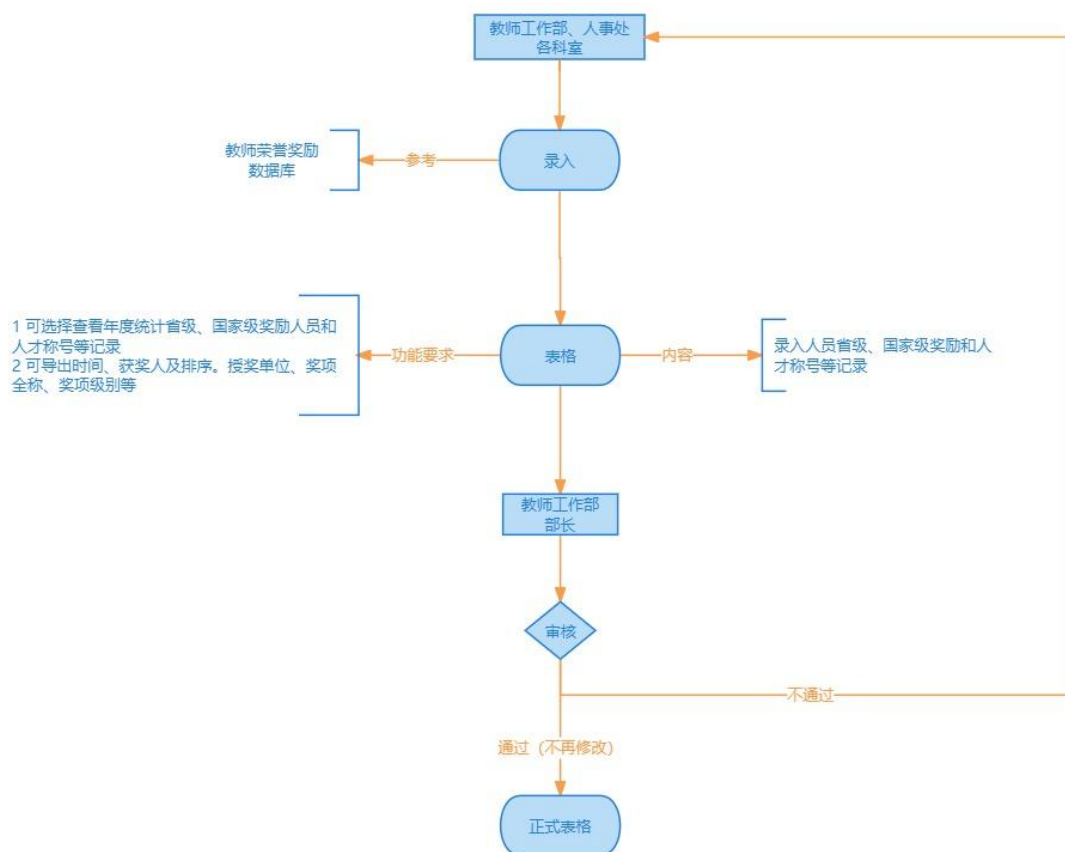 教师工作部、人事处
各科室
教师荣誉奖励
数据库
参考
录入
1 可选择查看年度统计省级、国家级奖励人员和
人才称号等记录
2 可导出时间、获奖人及排序。授奖单位、奖项
全称、奖项级别等
功能要求
表格
内容
录入人员省级、国家级奖励和人
才称号等记录
教师工作部
部长
审核
不通过
通过（不再修改）
正式表格